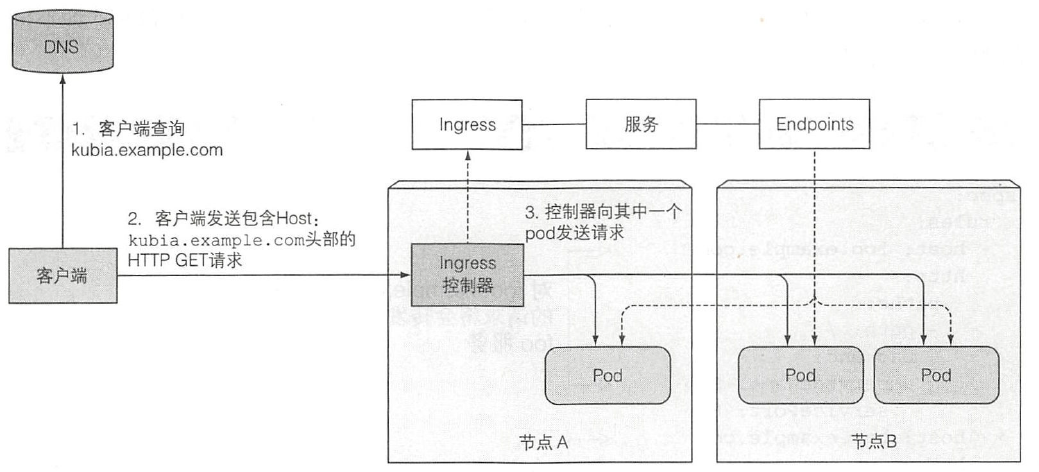 DNS
1. 客户端查询
kubia.example.com
Ingress
服务
Endpoints
2. 客户端发送包含Host：
kubia.example.com头部的
HTTP GET请求
3. 控制器向其中一个
pod发送请求
客户端
Ingress
控制器
Pod
Pod
Pod
节点A
节点B